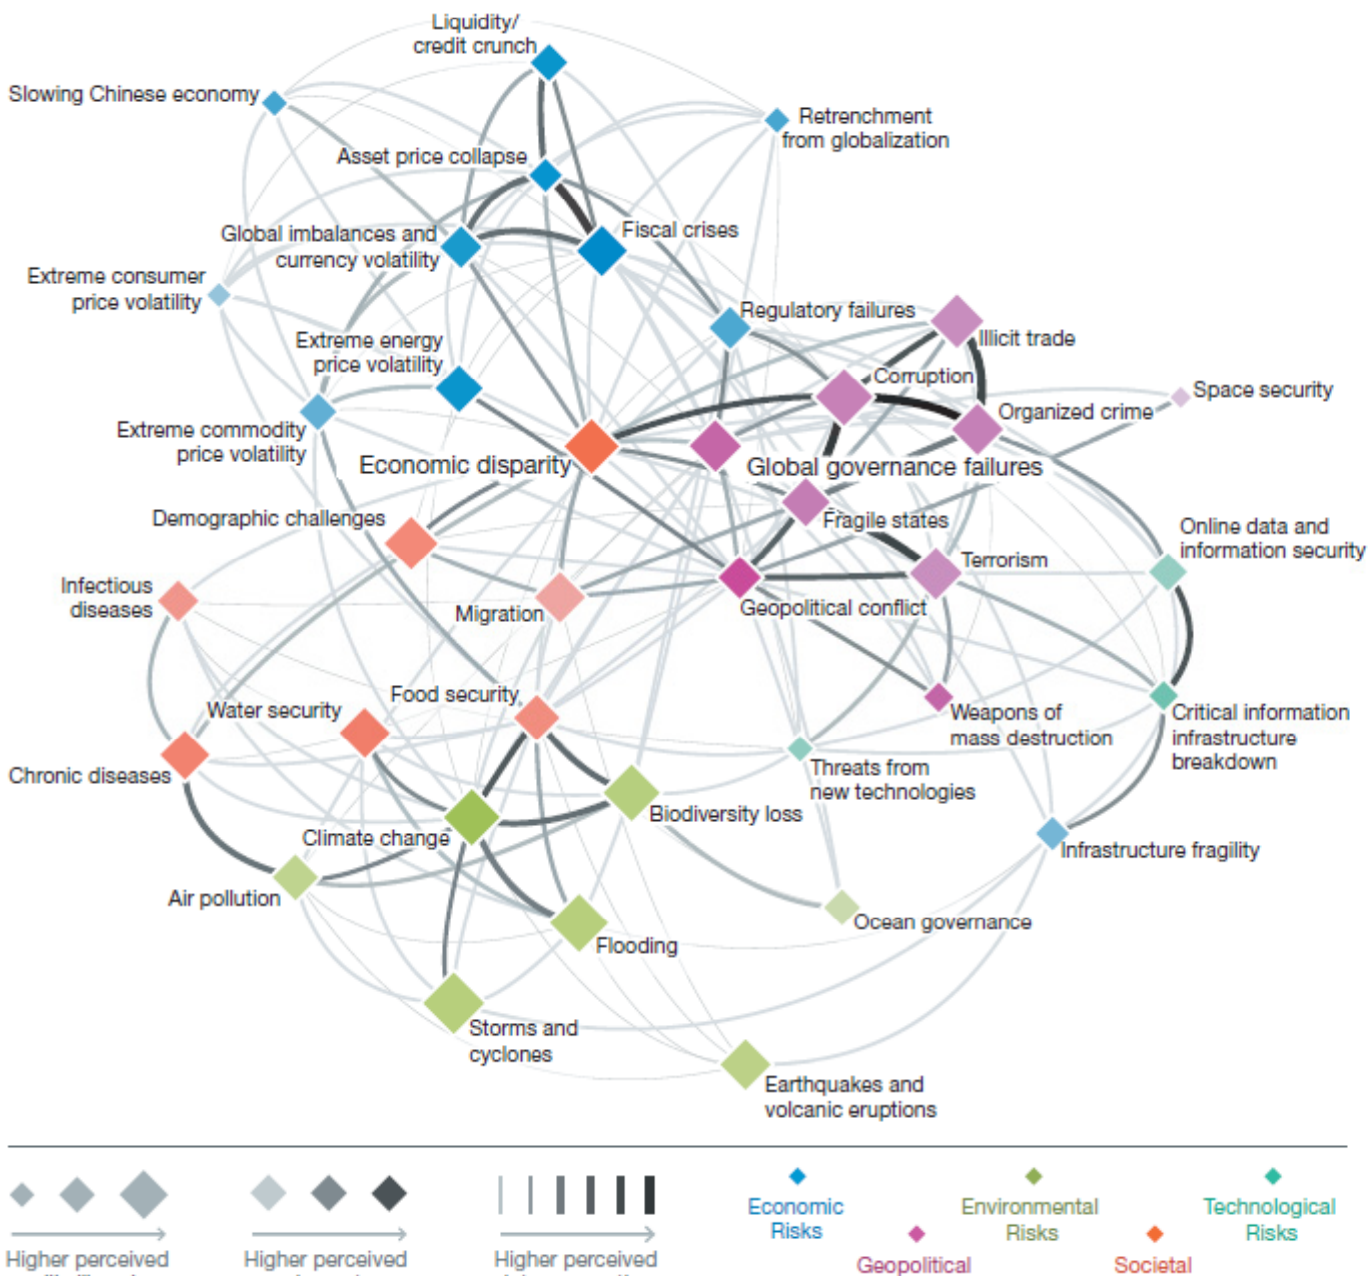 Liquidity/
credit crunch
Slowing Chinese economy
Retrenchment
from globalization
Asset price collapse
Global imbalances and
currency volatility
Fiscal crises
Extreme consumer
price volatility
Regulatory failures
Illicit trade
Extreme energy
price volatility
Corruption
Space security
Organized crime
Extreme commodity
price volatility
Economic disparity
Global governance failures
Demographic challenges
Fragile states
Online data and
information security
Terrorism
Infectious
diseases
Migration
Geopolitical conflict
Food security
Water security
Weapons of
mass destruction
Critical information
infrastructure
breakdown
Chronic diseases
Threats from
new technologies
Biodiversity loss
Climate change
Infrastructure fragility
Air pollution
Ocean governance
Flooding
Storms and
cyclones
Earthquakes and
volcanic eruptions
Economic
Risks
Environmental
Risks
Technological
Risks
Higher perceived
Higher perceived
Higher perceived
Geopolitical
Societal